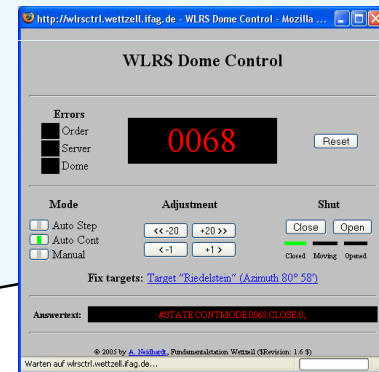 http://wlrsctrl.wettzell.ifag.de - WLRS Dome Control - Mozilla ...
WLRS Dome Control
Errors
Order
Server
Dome
0068
Reset
Mode
Auto Step
Auto Cont
Manual
Adjustment
<< -20 +20 >>
< -1 +1 >
Shut
Close Open
Closed Moving Opened
Fix targets: Target "Riedelstein" (Azimuth 80° 58')
Answertext: #STATE:CONTMODE:0068:CLOSE:0;
© 2005 by A. Neidhardt, Fundamentalstation Wettzell ($Revision: 1.6 $)
Warten auf wlrsctrl.wettzell.ifag.de...